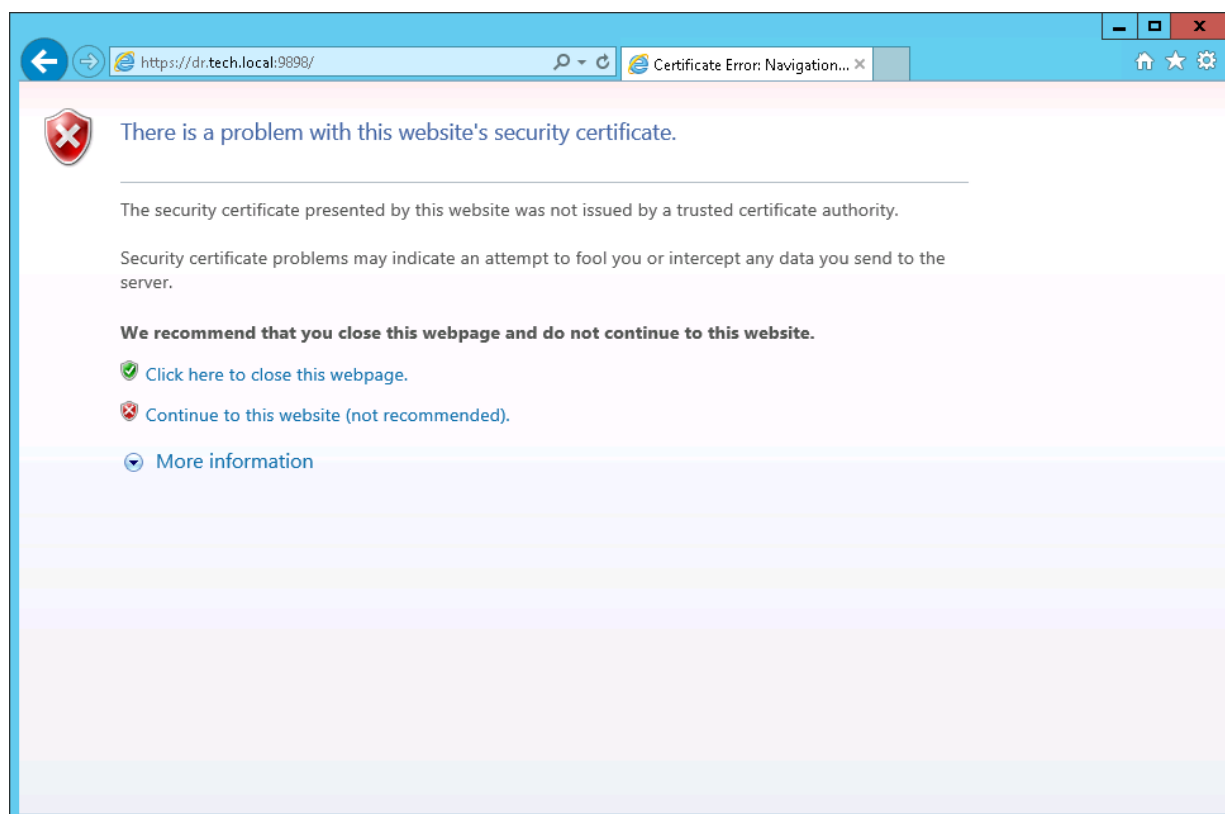 https://dr.tech.local:9898/
Certificate Error: Navigation...
There is a problem with this website's security certificate.
The security certificate presented by this website was not issued by a trusted certificate authority.
Security certificate problems may indicate an attempt to fool you or intercept any data you send to the
server.
We recommend that you close this webpage and do not continue to this website.
Click here to close this webpage.
Continue to this website (not recommended).
More information